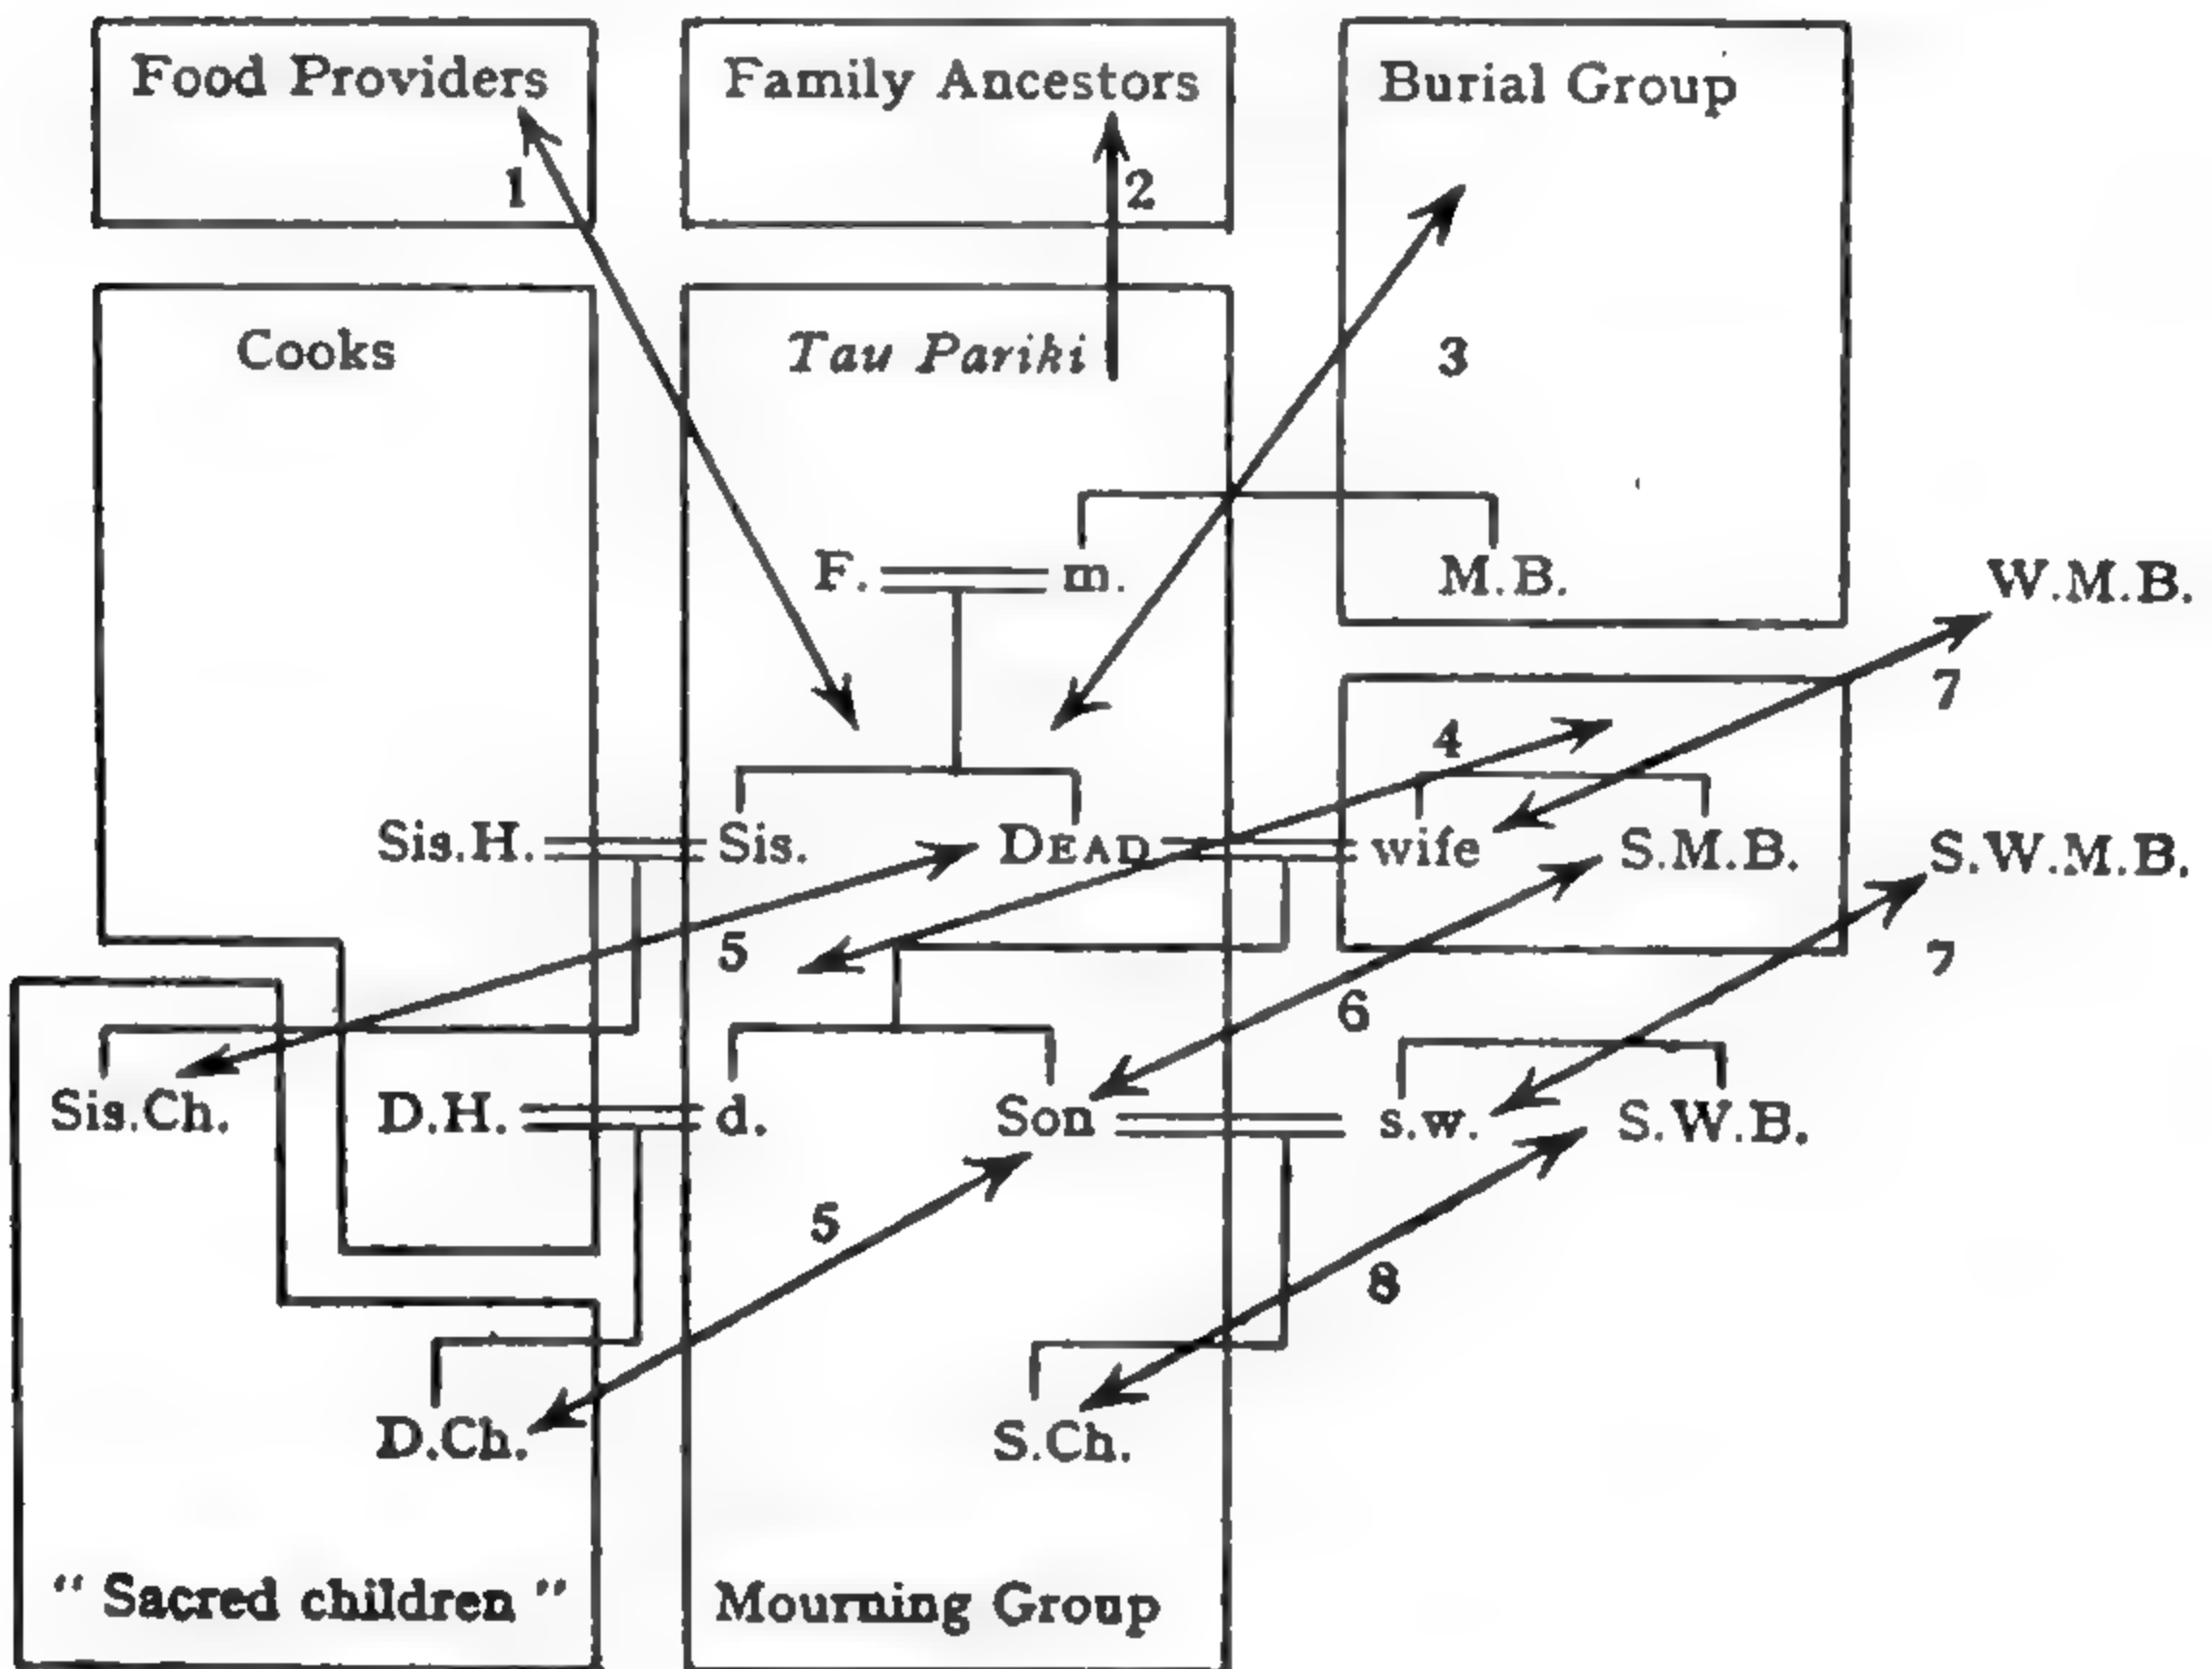 Food Providers
Family Ancestors
Burial Group
1
2
Cooks
Tau Pariki
3
F.
m.
M.B.
W.M.B.
7
4
Sis.H.
Sis.
DEAD
wife
S.M.B.
S.W.M.B.
5
7
6
Sis.Ch.
D.H.
d.
Son
s.w.
S.W.B.
5
8
D.Ch.
S.Ch.
“ Sacred children ”
Mourning Group